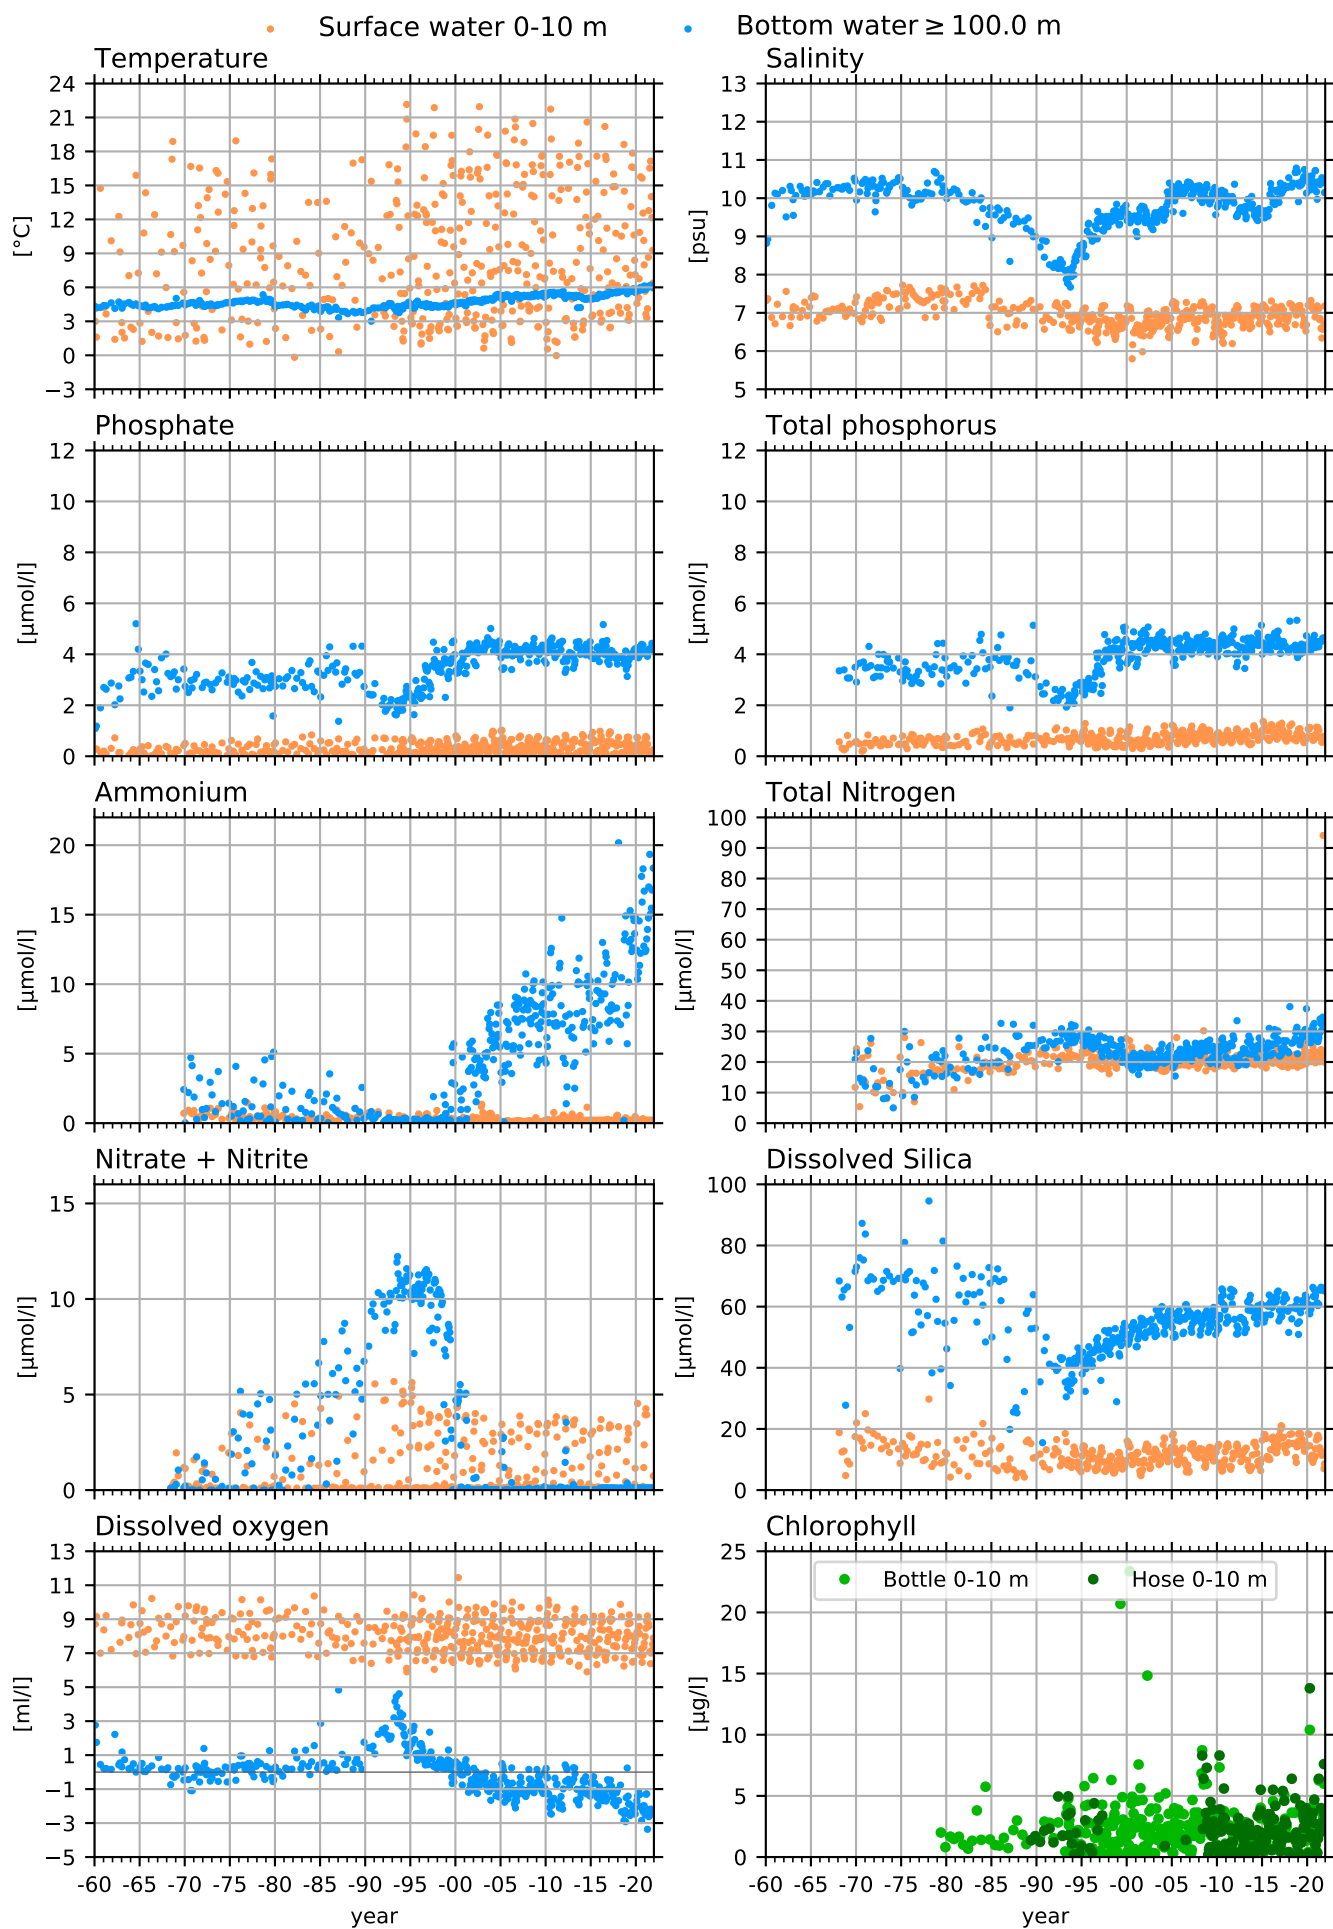 Surface water 0-10 m Bottom water ≥ 100.0 m
Temperature Salinity
24 21 18 15 12 9 6 3 0 −3
[°C]
13 12 11 10 9 8 7 6 5
[psu]
Phosphate Total phosphorus
12 10 8 6 4 2 0
[µmol/l]
12 10 8 6 4 2 0
[µmol/l]
Ammonium Total Nitrogen
20 15 10 5 0
[µmol/l]
100 90 80 70 60 50 40 30 20 10 0
[µmol/l]
Nitrate + Nitrite Dissolved Silica
15 10 5 0
[µmol/l]
100 80 60 40 20 0
[µmol/l]
Dissolved oxygen Chlorophyll
13 11 9 7 5 3 1 −1 −3 −5
[ml/l]
25 20 15 10 5 0
[µg/l]
Bottle 0-10 m Hose 0-10 m
-60 -65 -70 -75 -80 -85 -90 -95 -00 -05 -10 -15 -20 -22
-60 -65 -70 -75 -80 -85 -90 -95 -00 -05 -10 -15 -20 -22
year year